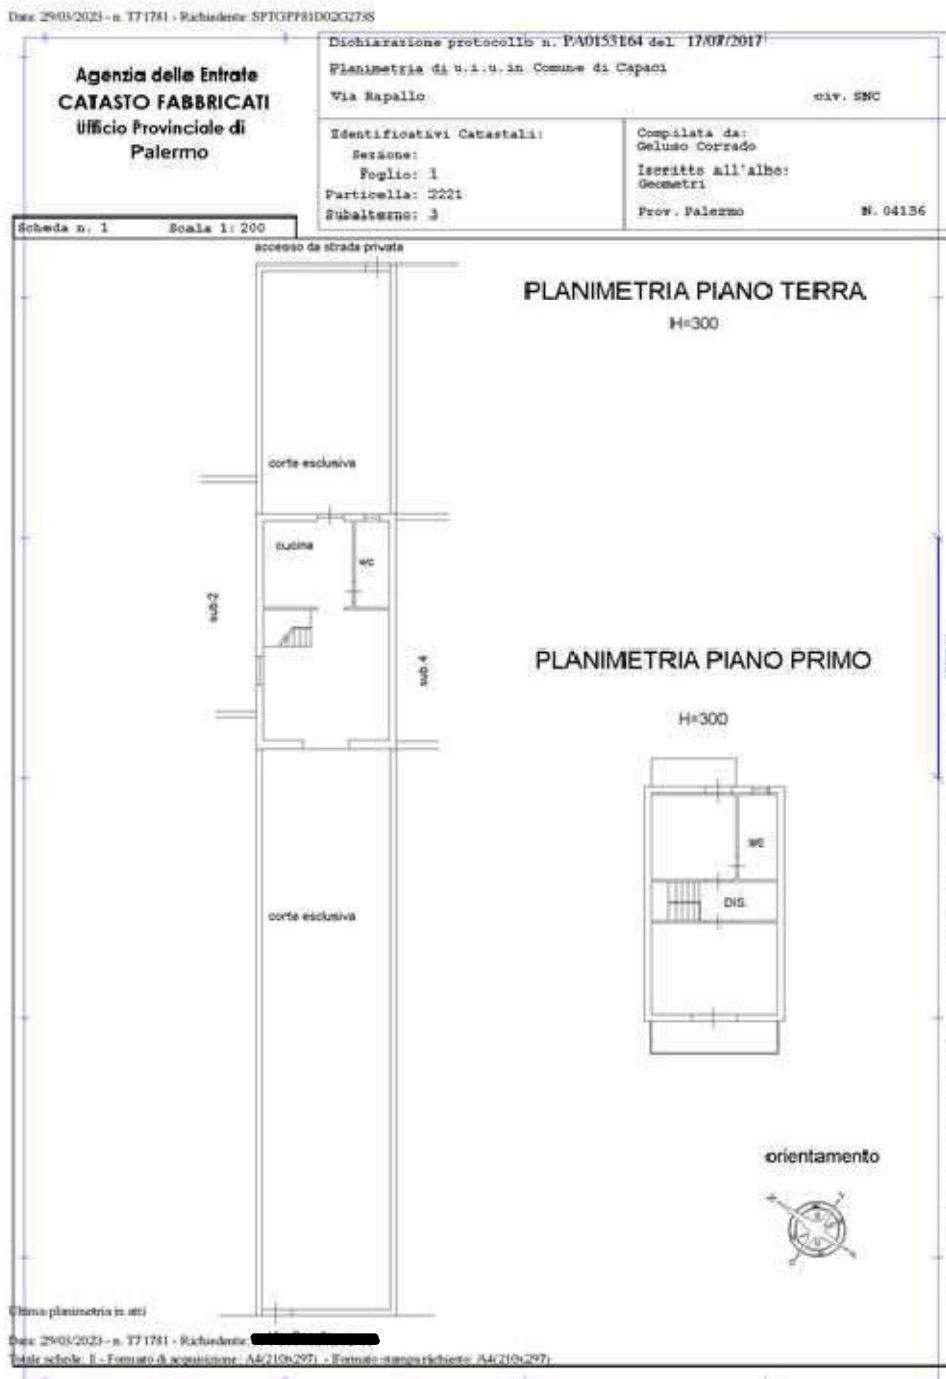 Data: 29/03/2023 - n. T71781 - Richiedente:
Agenzia delle Entrate
CATASTO FABBRICATI
Ufficio Provinciale di
Palermo
Dichiarazione protocollo n. PA0153164 del 17/07/2017
Planimetria di u.i.u. in Comune di Capaci
Via Rapallo civ. SNC
Identificativi Catastali:
Sezione:
Foglio: 1
Particella: 2221
Subalterno: 3
Compilata da:
Geluso Corrado
Iscritto all'albo:
Geometri
Prov. Palermo N. 04136
Scheda n. 1 Scala 1: 200
accesso da strada privata
PLANIMETRIA PIANO TERRA
H=300
corte esclusiva
cucina
wc
sub.2
sub.4
PLANIMETRIA PIANO PRIMO
H=300
wc
DIS.
corte esclusiva
orientamento
Ultima planimetria in atti
Data: 29/03/2023 - n. T71781 - Richiedente:
Totale schede: 1 - Formato di acquisizione: A4(210x297) - Formato stampa richiesto: A4(210x297)